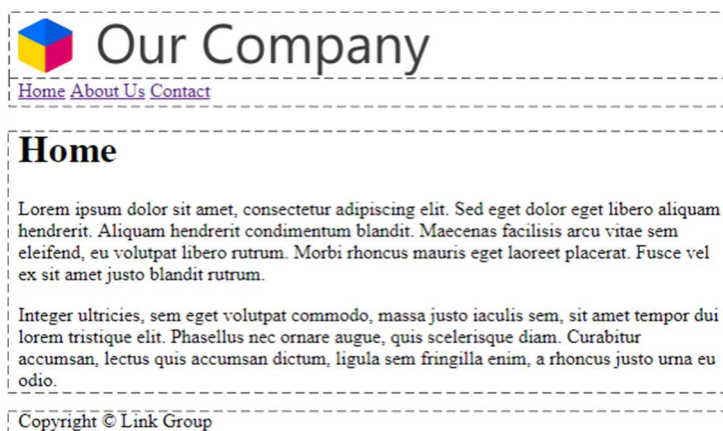 Our Company
Home About Us Contact
Home
Lorem ipsum dolor sit amet, consectetur adipiscing elit. Sed eget dolor eget libero aliquam
hendrerit. Aliquam hendrerit condimentum blandit. Maecenas facilisis arcu vitae sem
eleifend, eu volutpat libero rutrum. Morbi rhoncus mauris eget laoreet placerat. Fusce vel
ex sit amet justo blandit rutrum.
Integer ultricies, sem eget volutpat commodo, massa justo iaculis sem, sit amet tempor dui
lorem tristique elit. Phasellus nec ornare augue, quis scelerisque diam. Curabitur
accumsan, lectus quis accumsan dictum, ligula sem fringilla enim, a rhoncus justo urna eu
odio.
Copyright © Link Group